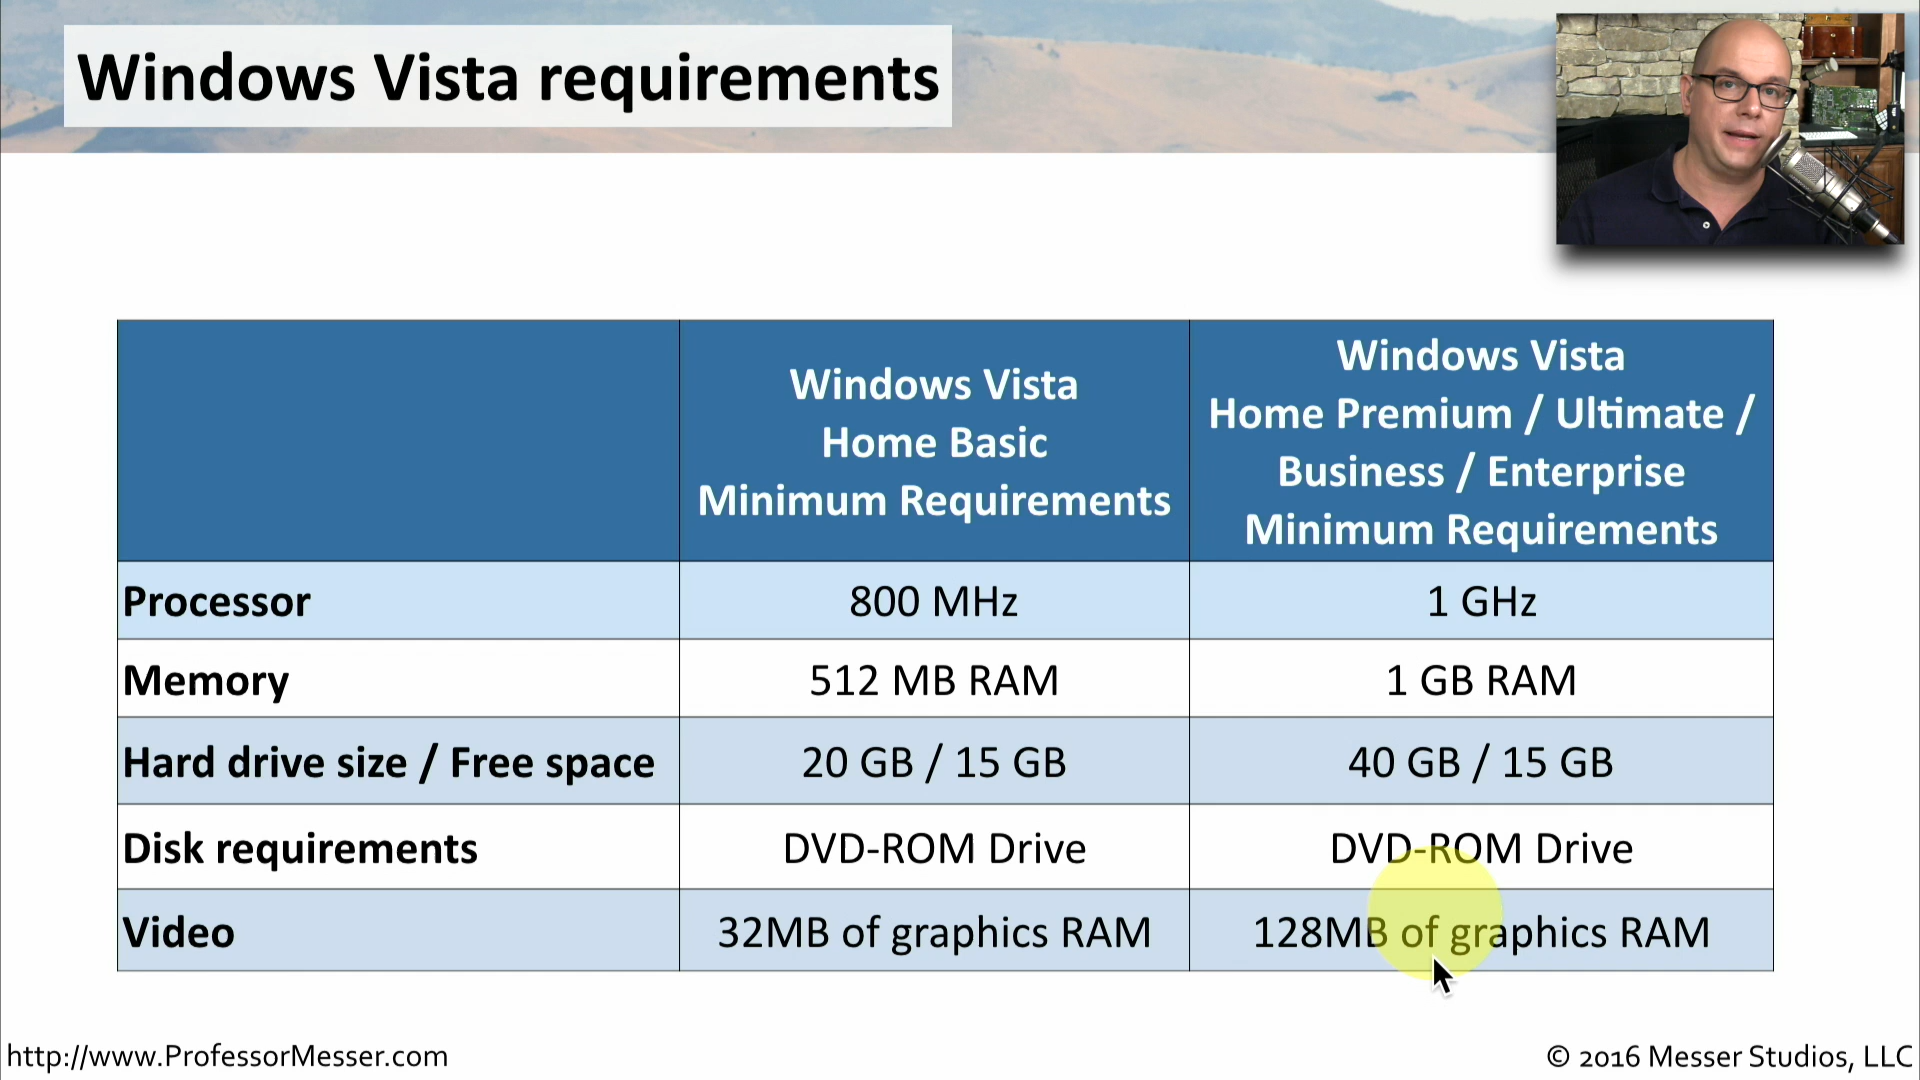 Windows Vista requirements
Windows Vista
Home Basic
Minimum Requirements
Windows Vista
Home Premium / Ultimate /
Business / Enterprise
Minimum Requirements
Processor 800 MHz 1 GHz
Memory 512 MB RAM 1 GB RAM
Hard drive size / Free space 20 GB / 15 GB 40 GB / 15 GB
Disk requirements DVD-ROM Drive DVD-ROM Drive
Video 32MB of graphics RAM 128MB of graphics RAM
http://www.ProfessorMesser.com © 2016 Messer Studios, LLC